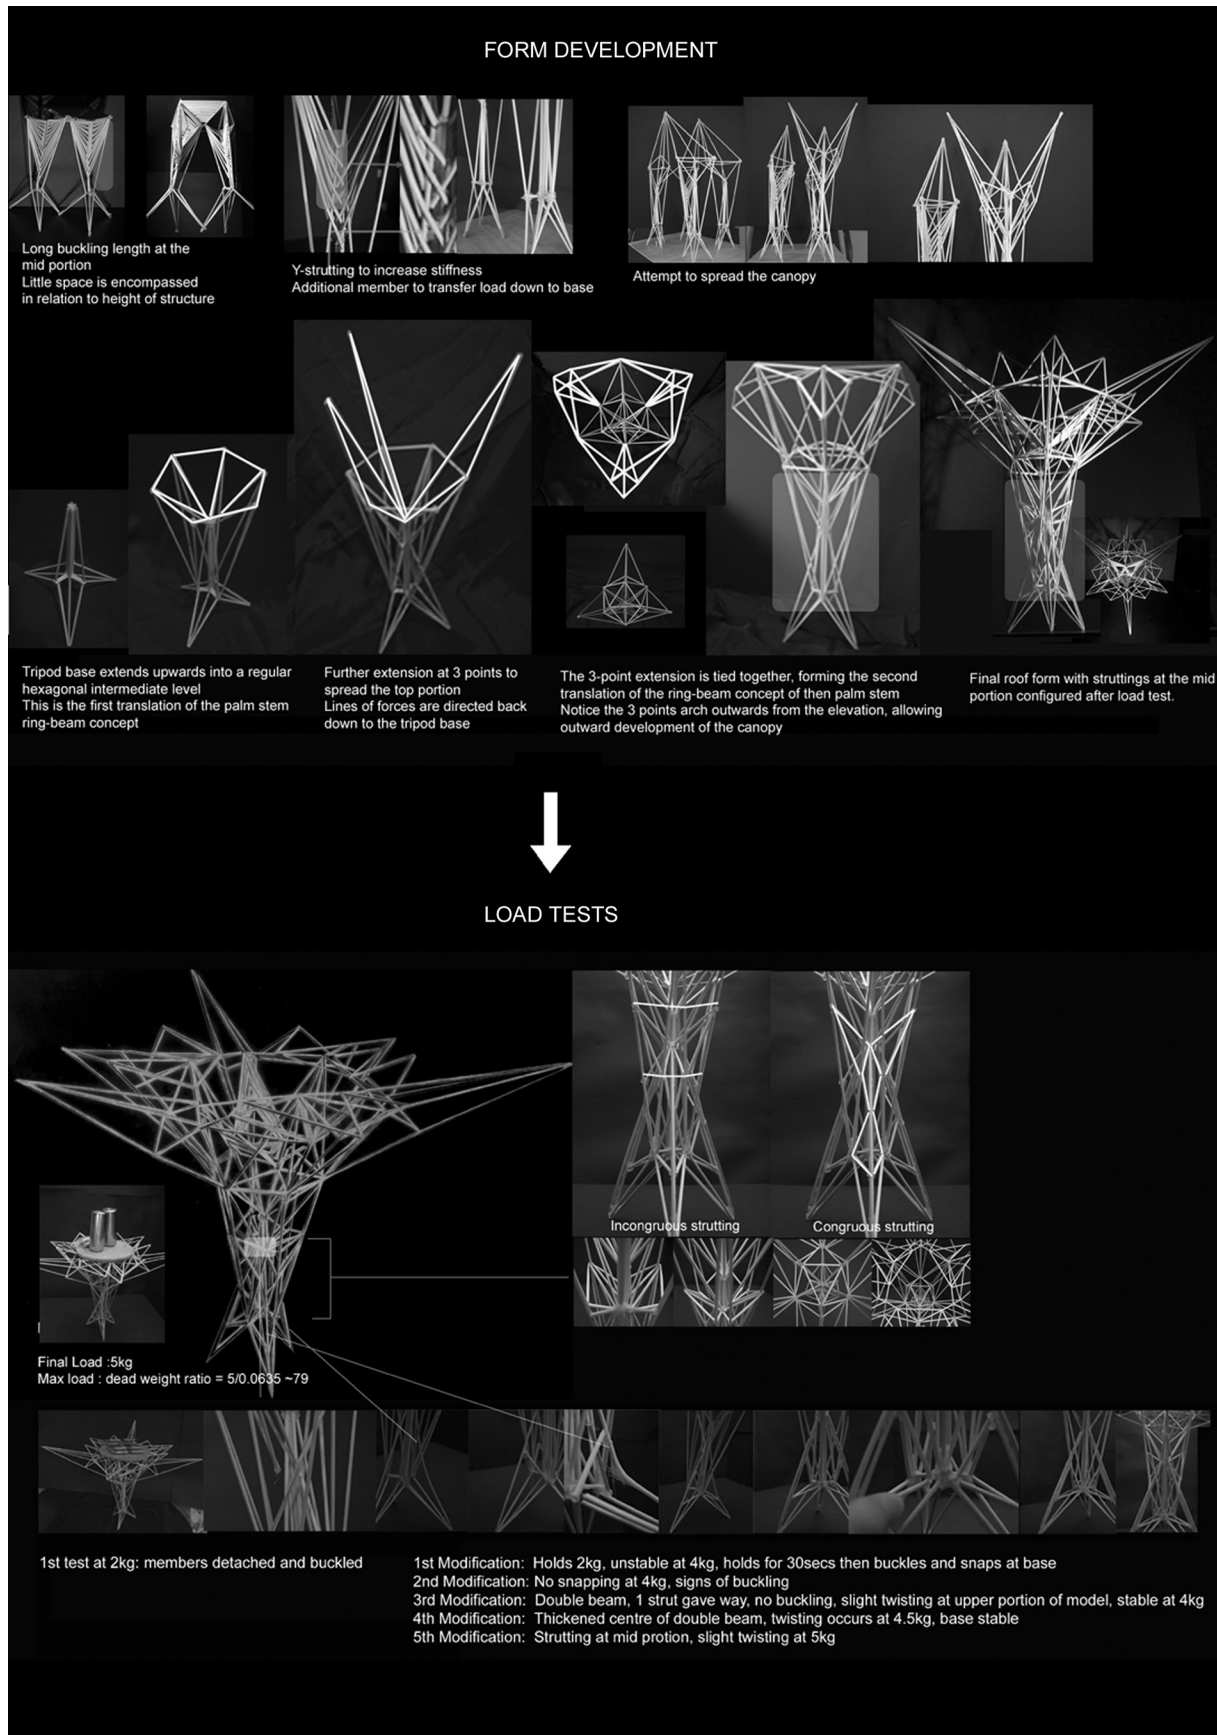 FORM DEVELOPMENT
Long buckling length at the
mid portion
Little space is encompassed
in relation to height of structure
Y-strutting to increase stiffness
Additional member to transfer load down to base
Attempt to spread the canopy
Tripod base extends upwards into a regular
hexagonal intermediate level
This is the first translation of the palm stem
ring-beam concept
Further extension at 3 points to
spread the top portion
Lines of forces are directed back
down to the tripod base
The 3-point extension is tied together, forming the second
translation of the ring-beam concept of then palm stem
Notice the 3 points arch outwards from the elevation, allowing
outward development of the canopy
Final roof form with struttings at the mid
portion configured after load test.
LOAD TESTS
Incongruous strutting
Congruous strutting
Final Load :5kg
Max load : dead weight ratio = 5/0.0635 ~79
1st test at 2kg: members detached and buckled
1st Modification: Holds 2kg, unstable at 4kg, holds for 30secs then buckles and snaps at base
2nd Modification: No snapping at 4kg, signs of buckling
3rd Modification: Double beam, 1 strut gave way, no buckling, slight twisting at upper portion of model, stable at 4kg
4th Modification: Thickened centre of double beam, twisting occurs at 4.5kg, base stable
5th Modification: Strutting at mid protion, slight twisting at 5kg